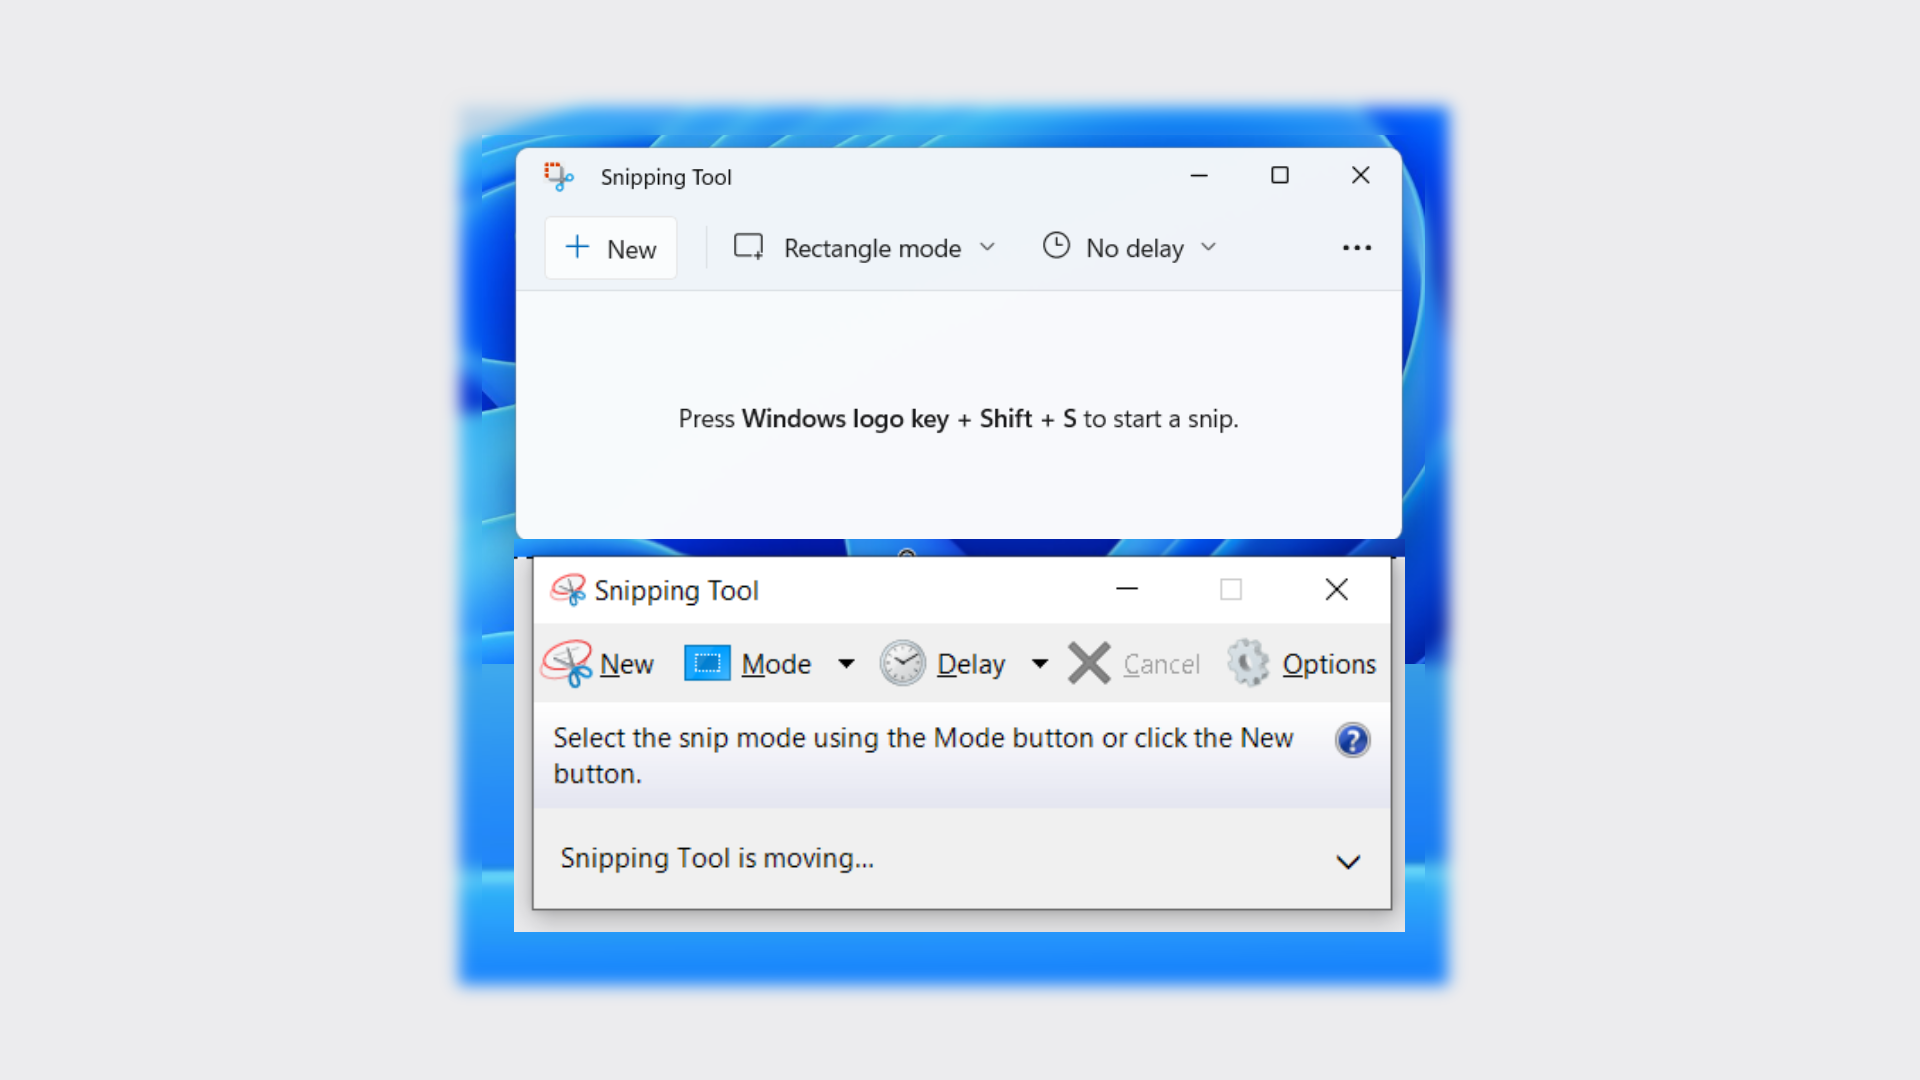 Snipping Tool
New Rectangle mode No delay
Press Windows logo key + Shift + S to start a snip.
Snipping Tool
New Mode Delay Cancel Options
Select the snip mode using the Mode button or click the New
button.
Snipping Tool is moving...